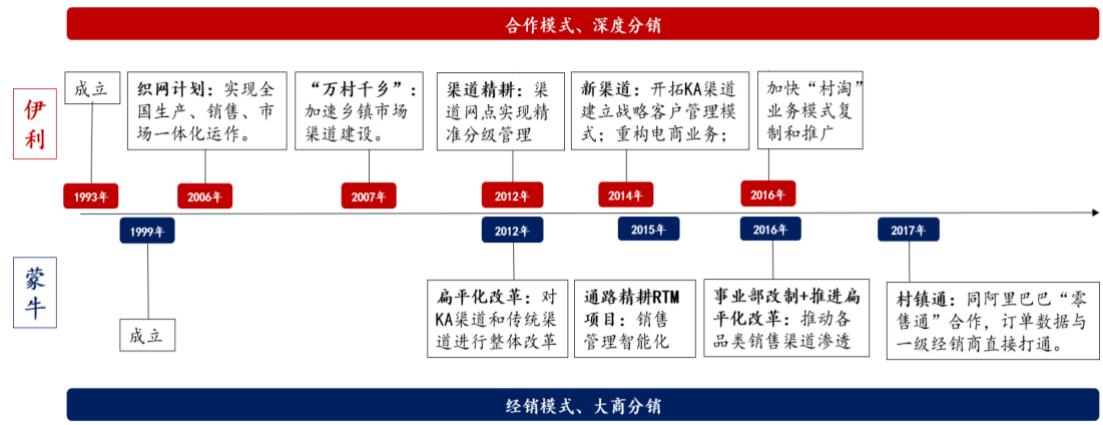 合作模式、深度分销
伊利
成立
织网计划：实现全
国生产、销售、市
场一体化运作。
“万村千乡”：
加速乡镇市场
渠道建设。
渠道精耕：渠
道网点实现精
准分级管理
新渠道：开拓KA渠道
建立战略客户管理模
式；重构电商业务；
加快“村淘”
业务模式复
制和推广
1993年
2006年
2007年
2012年
2014年
2016年
1999年
2012年
2015年
2016年
2017年
蒙牛
成立
扁平化改革：对
KA渠道和传统渠
道进行整体改革
通路精耕RTM
项目：销售
管理智能化
事业部改制+推进扁
平化改革：推动各
品类销售渠道渗透
村镇通：同阿里巴巴“零
售通”合作，订单数据与
一级经销商直接打通。
经销模式、大商分销